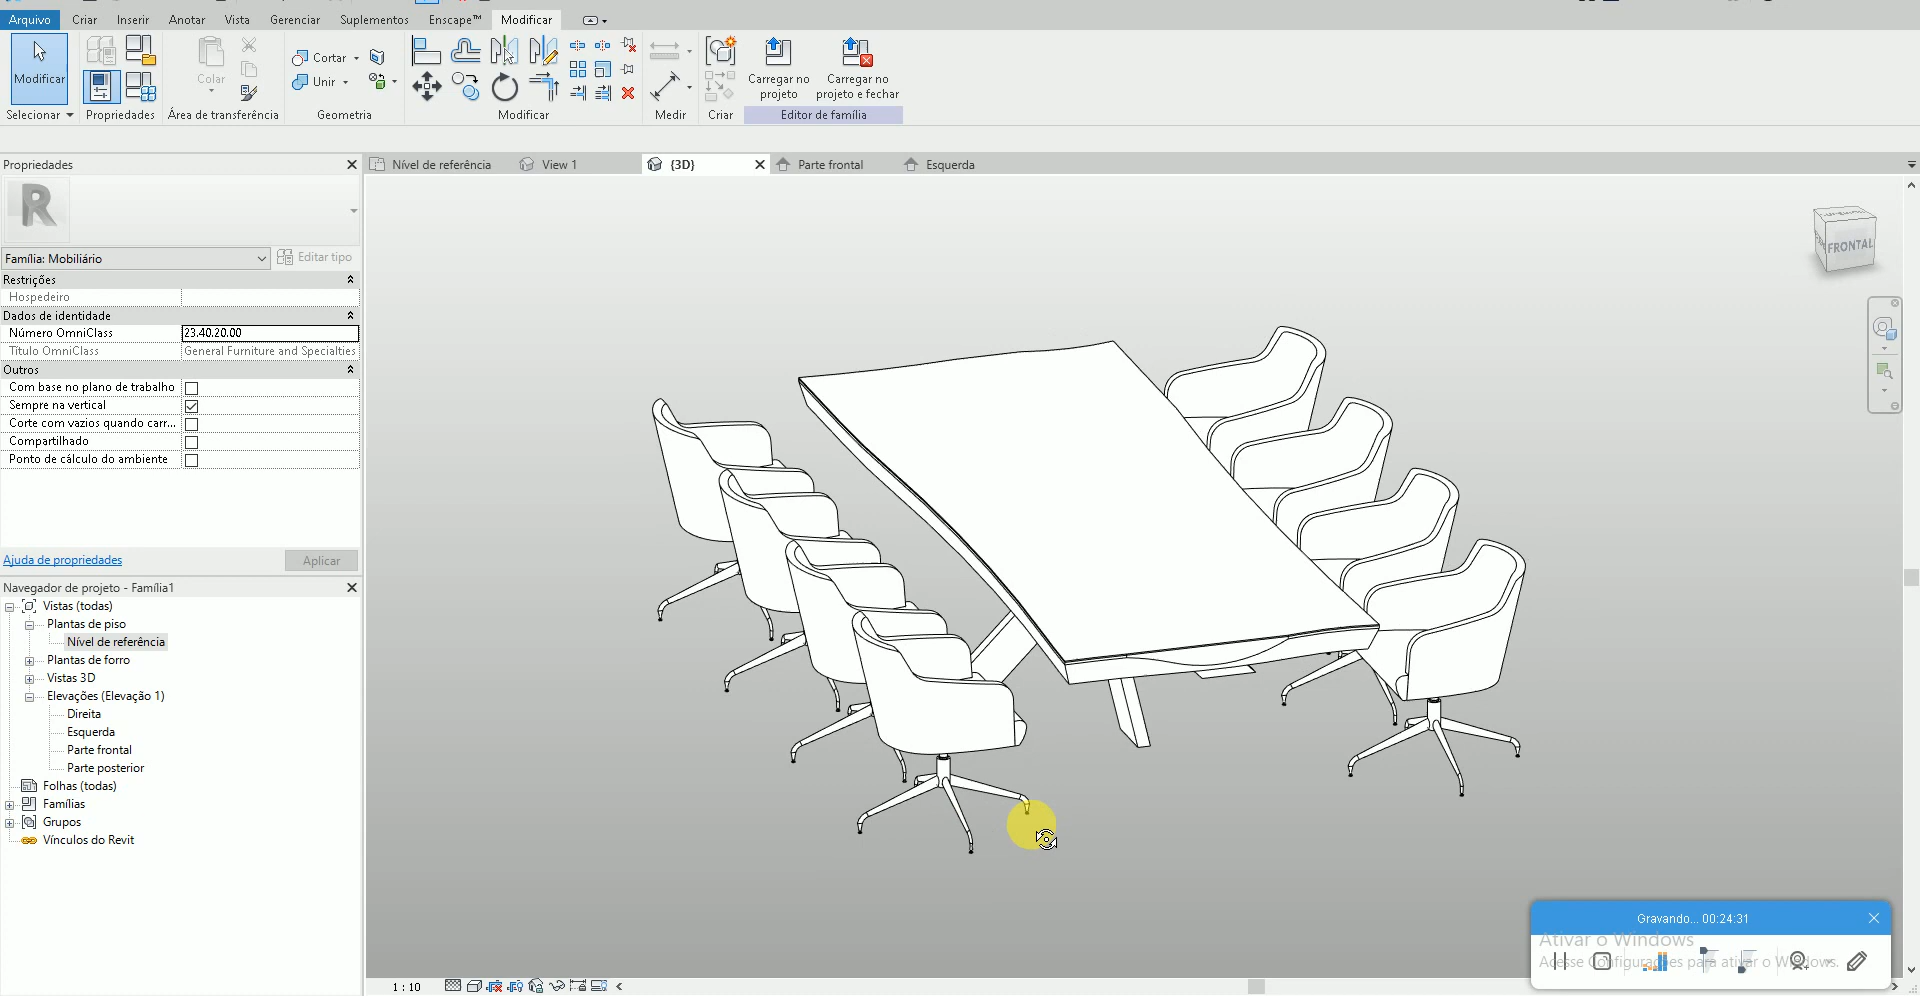 Arquivo Criar Inserir Anotar Vista Gerenciar Suplementos Enscape™ Modificar
Modificar
Selecionar
Propriedades
Colar
Área de transferência
Cortar
Unir
Geometria
Modificar
Medir
Criar
Carregar no
projeto
Carregar no
projeto e fechar
Editor de família
Propriedades
Nível de referência View 1 {3D} Parte frontal Esquerda
R
Família: Mobiliário
Editar tipo
Restrições
Hospedeiro
Dados de identidade
Número OmniClass 23.40.20.00
Título OmniClass General Furniture and Specialties
Outros
Com base no plano de trabalho
Sempre na vertical
Corte com vazios quando carr...
Compartilhado
Ponto de cálculo do ambiente
Ajuda de propriedades
Aplicar
Navegador de projeto - Família1
Vistas (todas)
Plantas de piso
Nível de referência
Plantas de forro
Vistas 3D
Elevações (Elevação 1)
Direita
Esquerda
Parte frontal
Parte posterior
Folhas (todas)
Famílias
Grupos
Vínculos do Revit
FRONTAL
1 : 10
Gravando... 00:24:31
Ativar o Windows
Acesse Configurações para ativar o Windows.